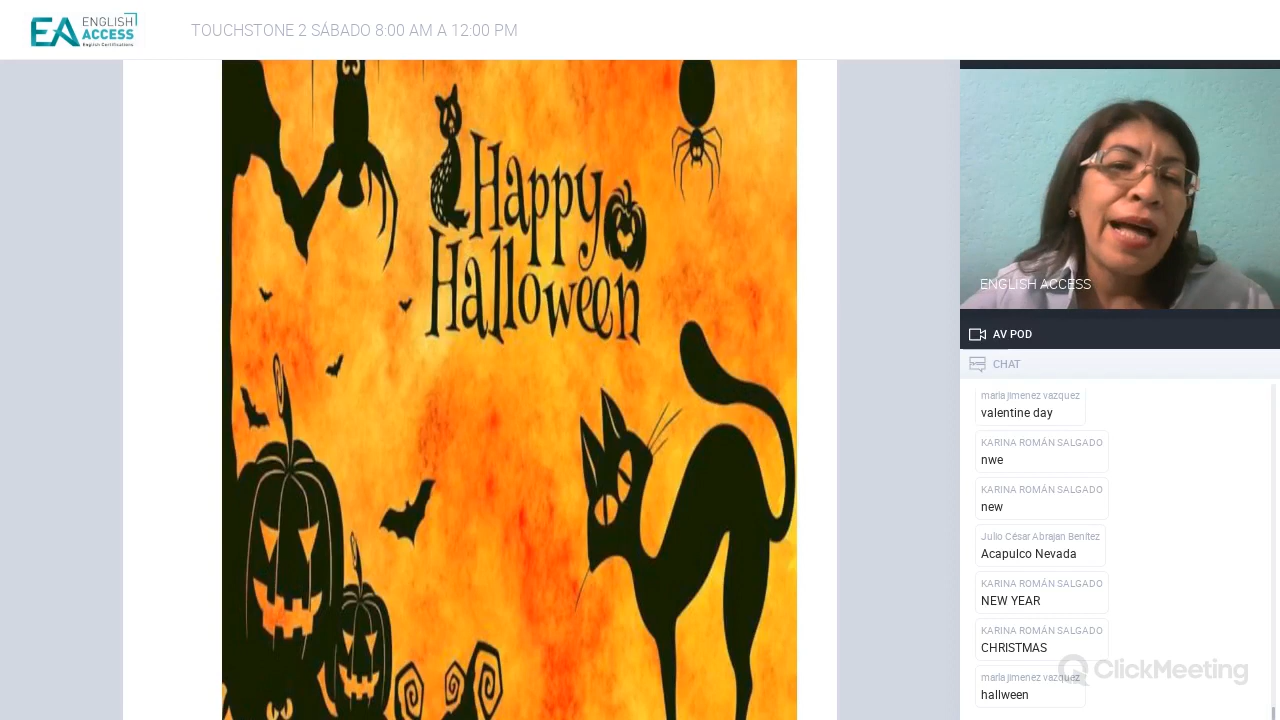 EA ENGLISH ACCESS
English Certifications
TOUCHSTONE 2 SÁBADO 8:00 AM A 12:00 PM
Happy
Halloween
ENGLISH ACCESS
AV POD
CHAT
maria jimenez vazquez
valentine day
KARINA ROMÁN SALGADO
nwe
KARINA ROMÁN SALGADO
new
Julio César Abrajan Benítez
Acapulco Nevada
KARINA ROMÁN SALGADO
NEW YEAR
KARINA ROMÁN SALGADO
CHRISTMAS
maria jimenez vazquez
hallween
ClickMeeting